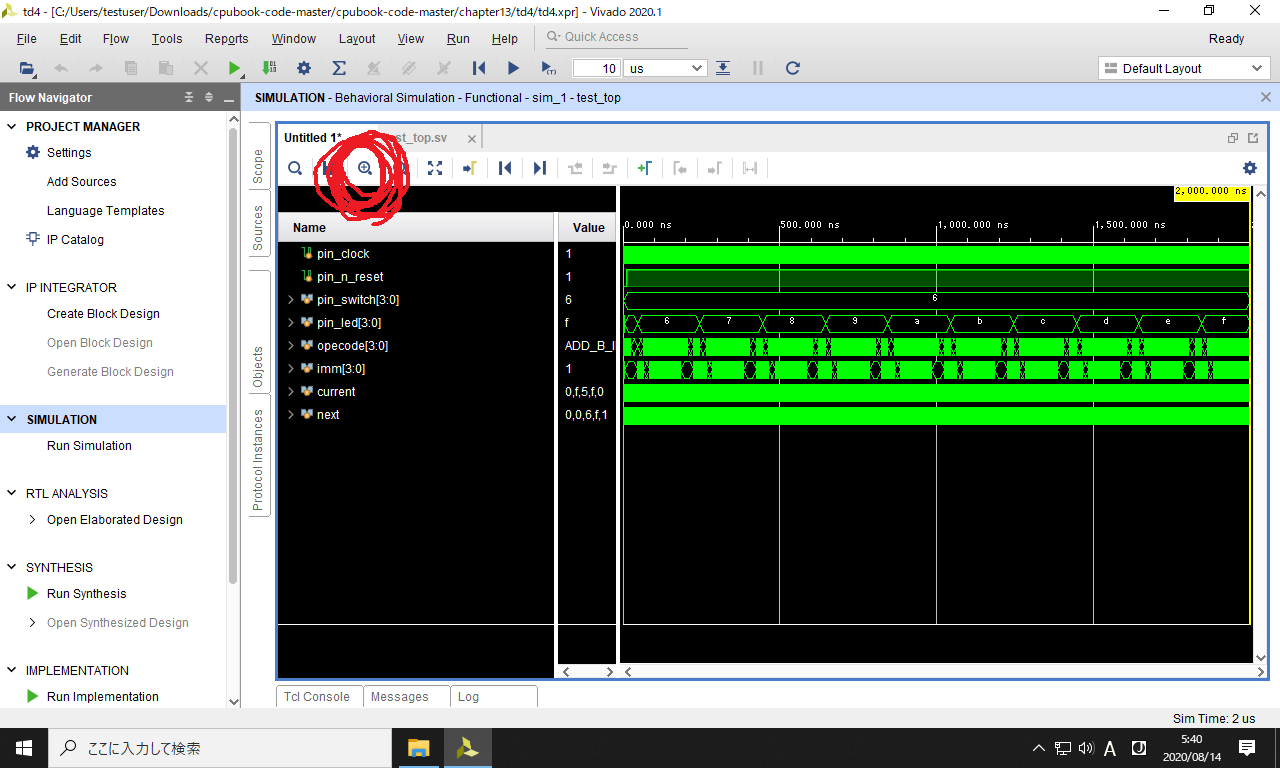 td4 - [C:/Users/testuser/Downloads/cpubook-code-master/cpubook-code-master/chapter13/td4/td4.xpr] - Vivado 2020.1
File Edit Flow Tools Reports Window Layout View Run Help Quick Access Ready
10 us Default Layout
Flow Navigator
SIMULATION - Behavioral Simulation - Functional - sim_1 - test_top
PROJECT MANAGER
Settings
Add Sources
Language Templates
IP Catalog
IP INTEGRATOR
Create Block Design
Open Block Design
Generate Block Design
SIMULATION
Run Simulation
RTL ANALYSIS
Open Elaborated Design
SYNTHESIS
Run Synthesis
Open Synthesized Design
IMPLEMENTATION
Run Implementation
Scope
Sources
Objects
Protocol Instances
Untitled 1*
st_top.sv
2,000.000 ns
Name Value 0.000 ns 500.000 ns 1,000.000 ns 1,500.000 ns
pin_clock 1
pin_n_reset 1
pin_switch[3:0] 6 6
pin_led[3:0] f 6 7 8 9 a b c d e f
opecode[3:0] ADD_B_I
imm[3:0] 1
current 0,f,5,f,0
next 0,0,6,f,1
Tcl Console Messages Log
Sim Time: 2 us
ここに入力して検索
A J
5:40
2020/08/14